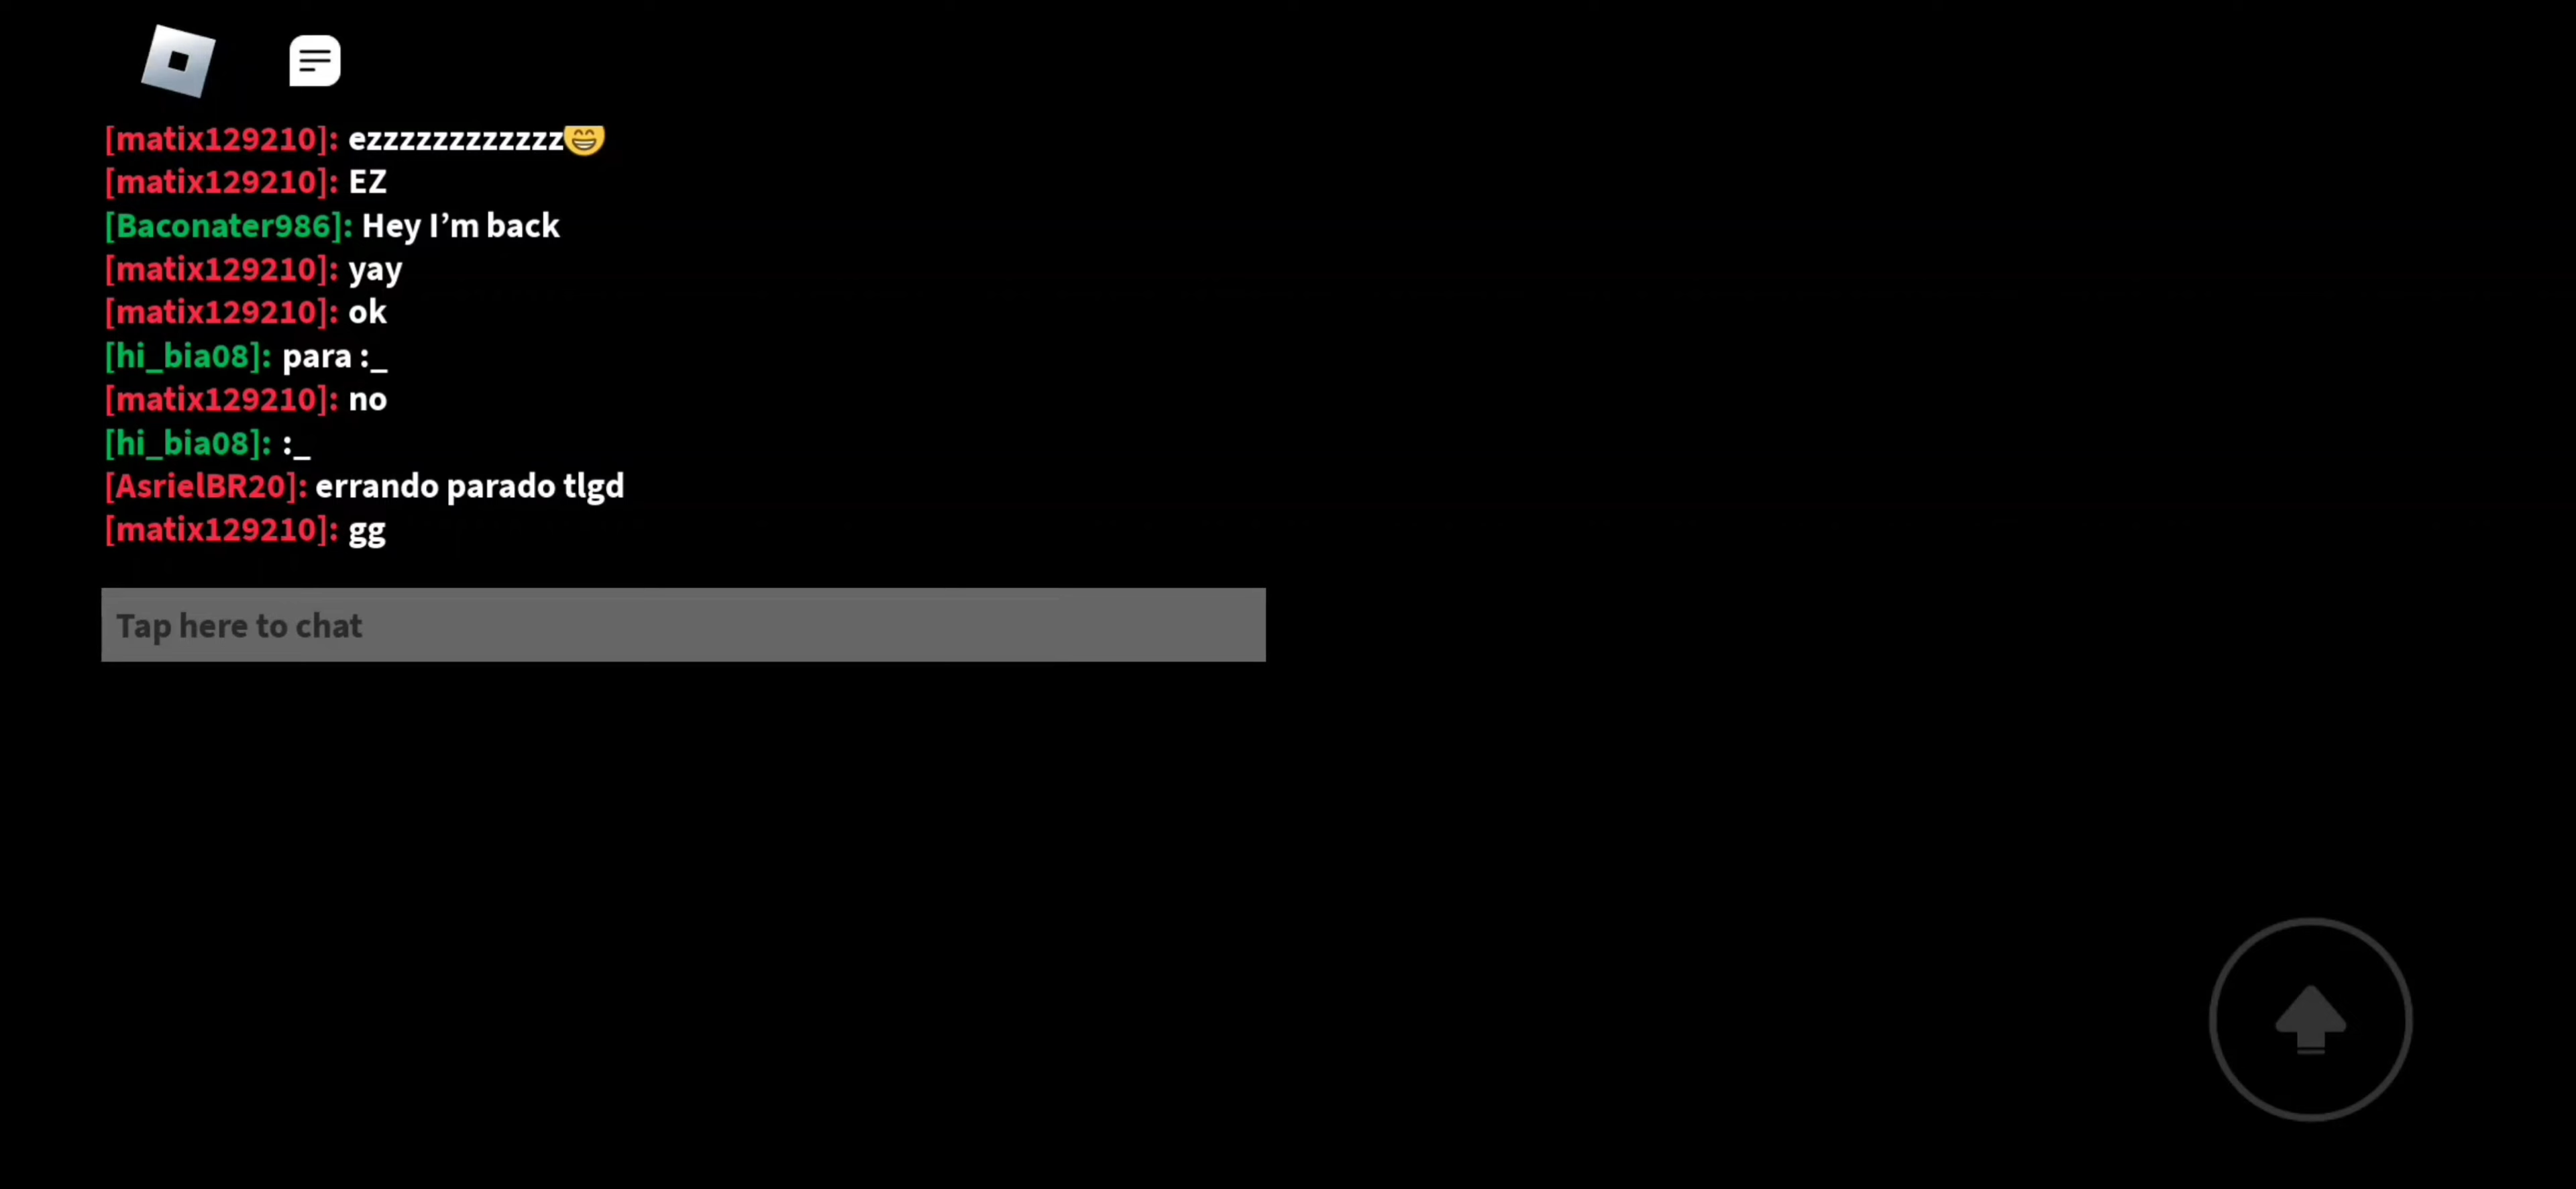 [matix129210]: ezzzzzzzzzzzz😁
[matix129210]: EZ
[Baconater986]: Hey I’m back
[matix129210]: yay
[matix129210]: ok
[hi_bia08]: para :_
[matix129210]: no
[hi_bia08]: :_
[AsrielBR20]: errando parado tlgd
[matix129210]: gg
Tap here to chat